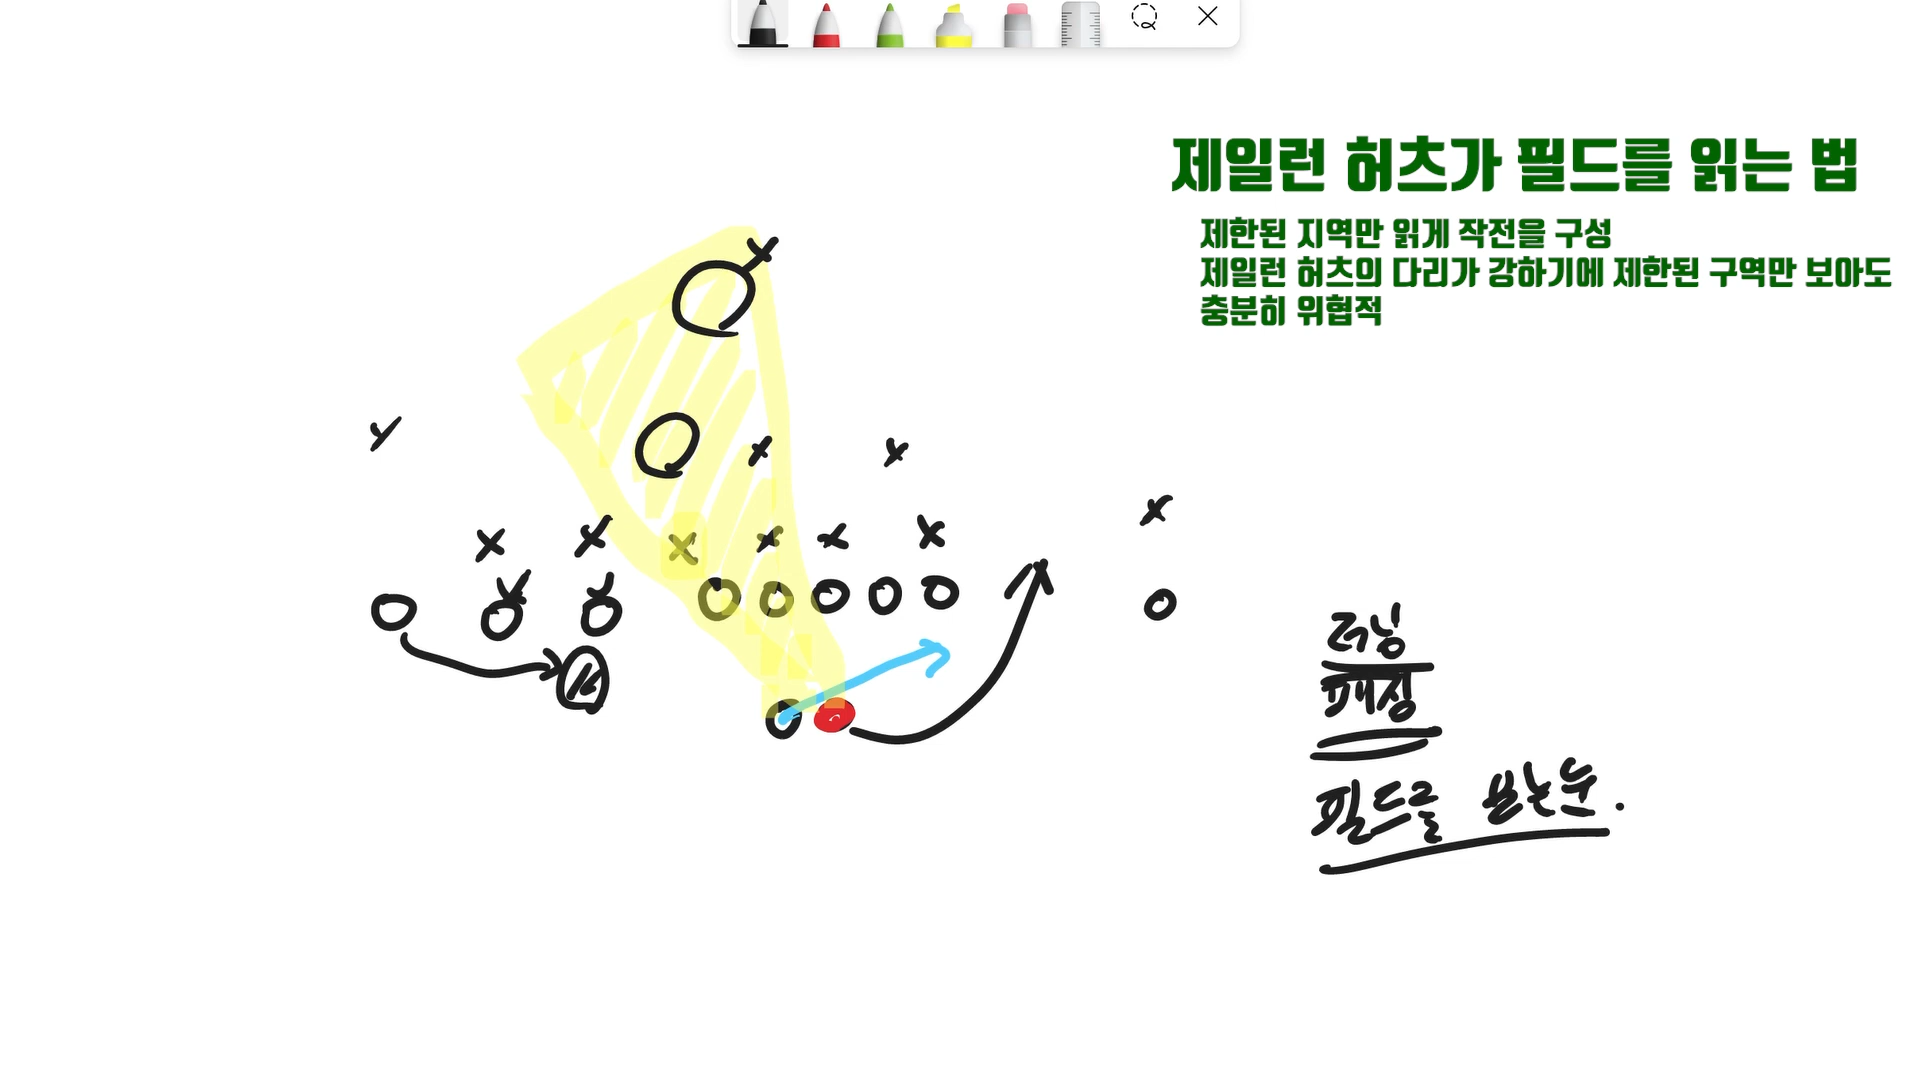 제일런 허츠가 필드를 읽는 법
제한된 지역만 읽게 작전을 구성
제일런 허츠의 다리가 강하기에 제한된 구역만 보아도
충분히 위협적
러닝
패싱
필드를 보는눈.